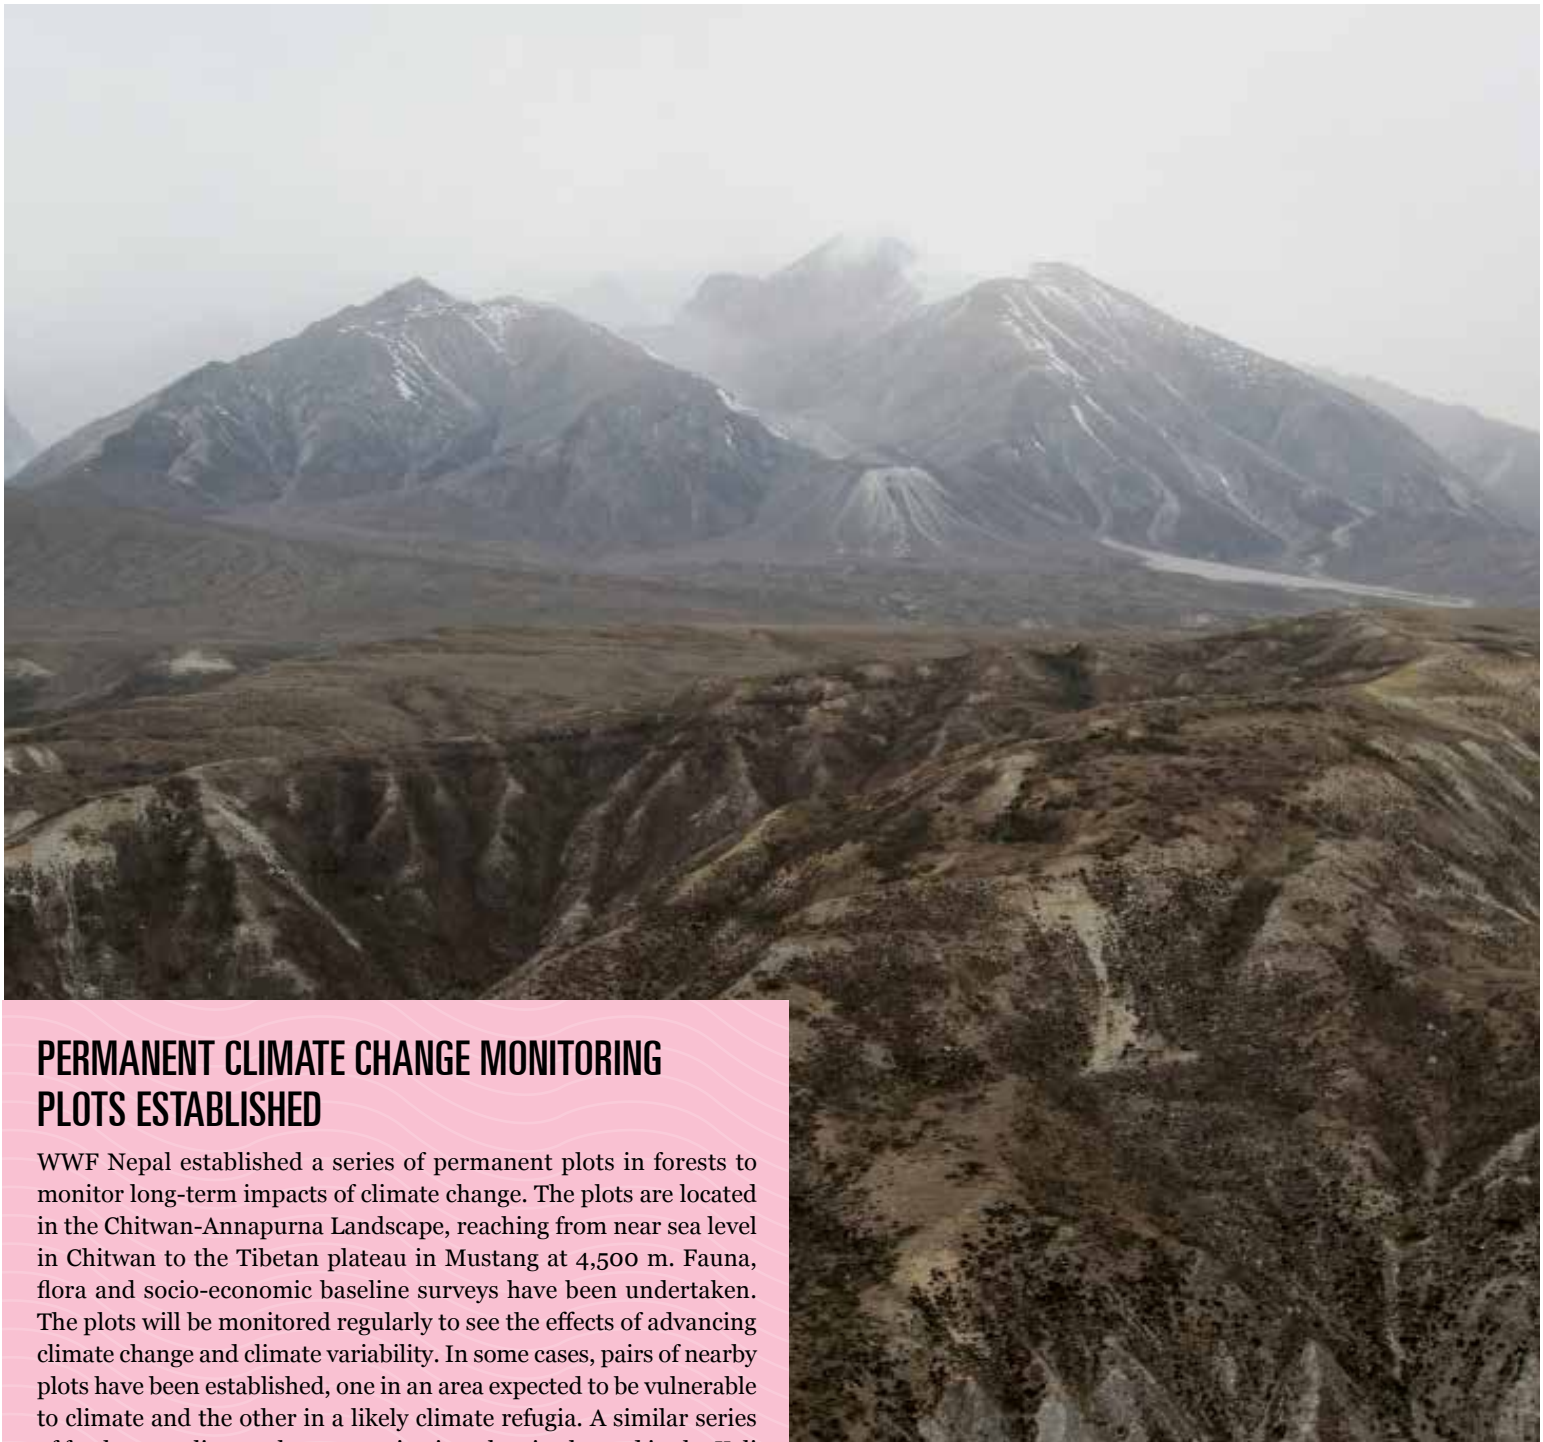 PERMANENT CLIMATE CHANGE MONITORING
PLOTS ESTABLISHED
WWF Nepal established a series of permanent plots in forests to
monitor long-term impacts of climate change. The plots are located
in the Chitwan-Annapurna Landscape, reaching from near sea level
in Chitwan to the Tibetan plateau in Mustang at 4,500 m. Fauna,
flora and socio-economic baseline surveys have been undertaken.
The plots will be monitored regularly to see the effects of advancing
climate change and climate variability. In some cases, pairs of nearby
plots have been established, one in an area expected to be vulnerable
to climate and the other in a likely climate refugia. A similar series